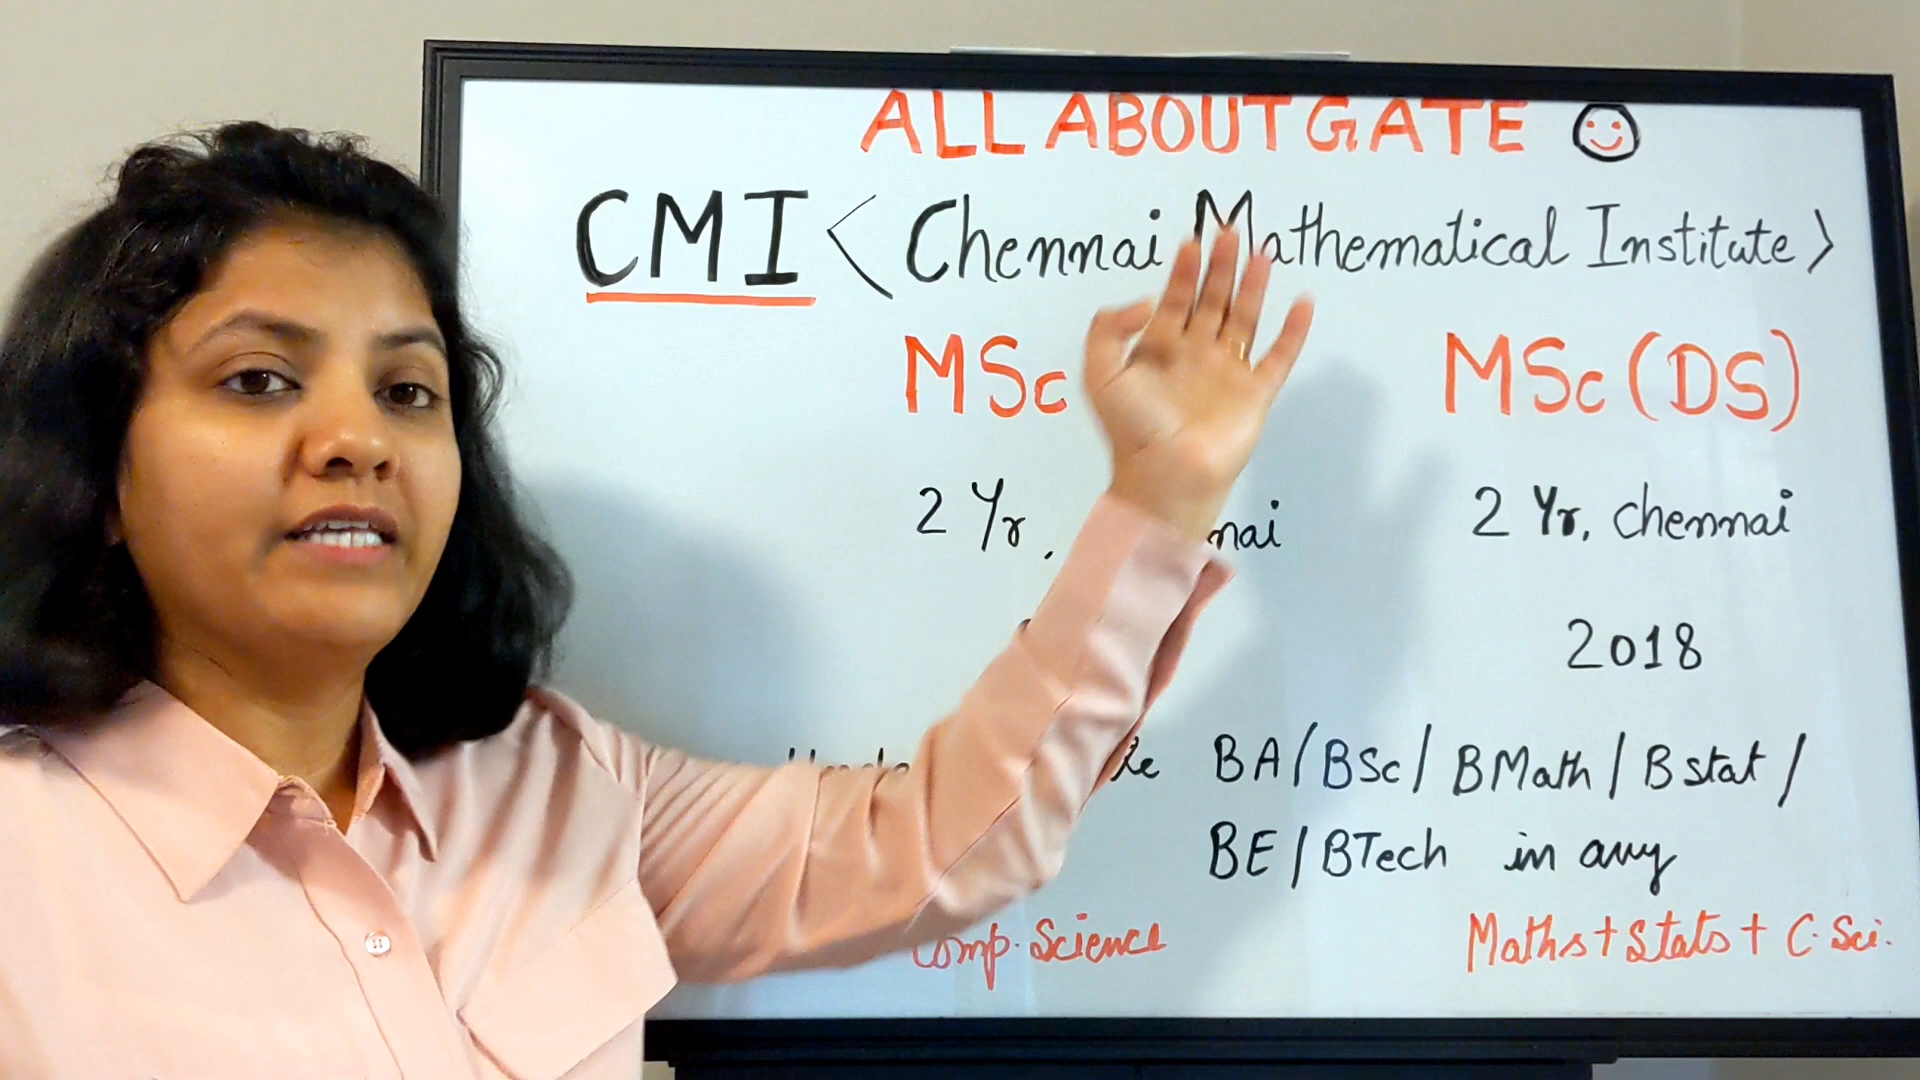 ALL ABOUT GATE
CMI < Chennai Mathematical Institute >
MSc MSc (DS)
2 Yr, 2 Yr, Chennai
2018
BA / BSc / BMath / Bstat /
BE / BTech in any
Comp. Science Maths + Stats + C. Sci.